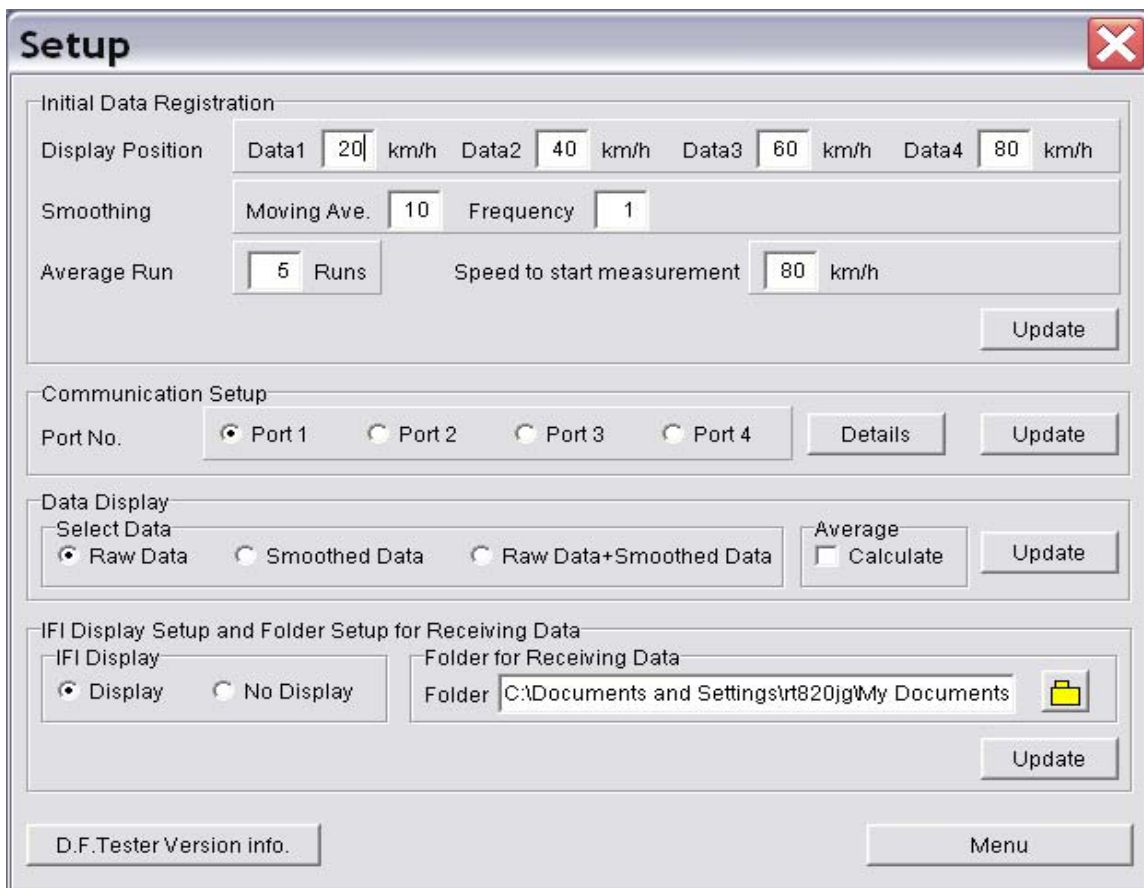 Setup
Initial Data Registration
Display Position Data1 20 km/h Data2 40 km/h Data3 60 km/h Data4 80 km/h
Smoothing Moving Ave. 10 Frequency 1
Average Run 5 Runs Speed to start measurement 80 km/h
Update
Communication Setup
Port No. Port 1 Port 2 Port 3 Port 4 Details Update
Data Display
Select Data Average
Raw Data Smoothed Data Raw Data+Smoothed Data Calculate Update
IFI Display Setup and Folder Setup for Receiving Data
IFI Display Folder for Receiving Data
Display No Display Folder C:\Documents and Settings\rt820jg\My Documents
Update
D.F.Tester Version info. Menu